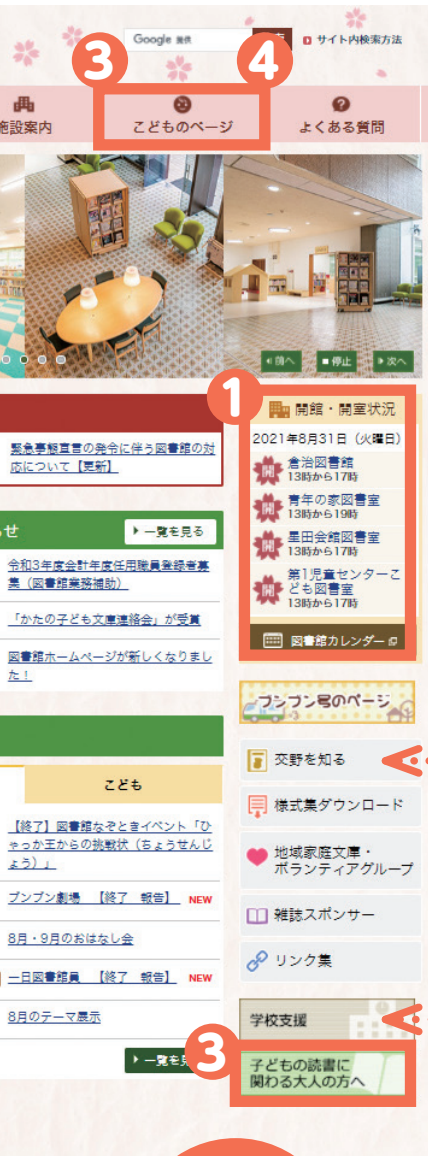 Google 提供
サイト内検索方法
3
4
施設案内
こどものページ
よくある質問
前へ
停止
次へ
1
開館・開室状況
2021年8月31日（火曜日）
開
倉治図書館
13時から17時
開
青年の家図書室
13時から19時
開
星田会館図書室
13時から17時
開
第1児童センターこ
ども図書室
13時から17時
図書館カレンダー
緊急事態宣言の発令に伴う図書館の対
応について【更新】
せ
一覧を見る
令和3年度会計年度任用職員登録者募
集（図書館業務補助）
「かたの子ども文庫連絡会」が受賞
図書館ホームページが新しくなりまし
た！
ブンブン号のページ
交野を知る
様式集ダウンロード
地域家庭文庫・
ボランティアグループ
雑誌スポンサー
リンク集
こども
【終了】図書館なぞときイベント「ひ
ゃっか王からの挑戦状（ちょうせんじ
ょう）」
ブンブン劇場　【終了　報告】 NEW
8月・9月のおはなし会
一日図書館員　【終了　報告】 NEW
8月のテーマ展示
一覧を見
学校支援
3
子どもの読書に
関わる大人の方へ